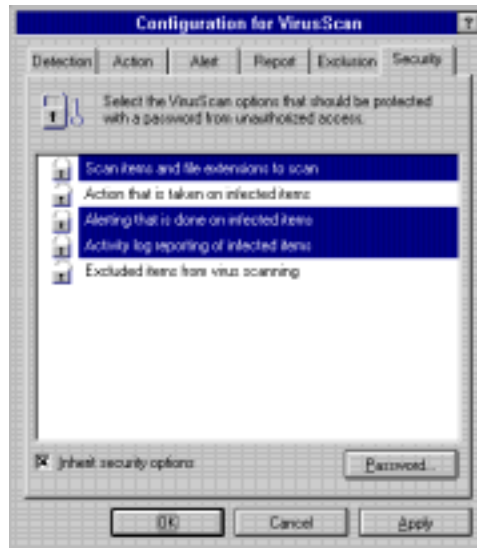 Configuration for VirusScan ?
Detection Action Alert Report Exclusion Security
Select the VirusScan options that should be protected
with a password from unauthorized access.
Scan items and file extensions to scan
Action that is taken on infected items
Alerting that is done on infected items
Activity log reporting of infected items
Excluded items from virus scanning
Inherit security options
Password...
OK Cancel Apply